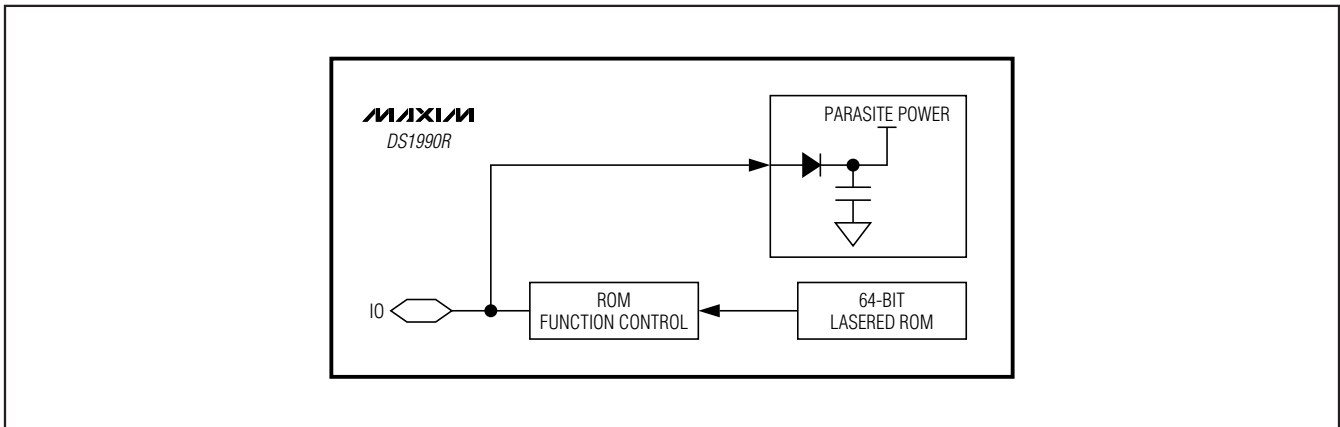 MAXIM
DS1990R
PARASITE POWER
IO
ROM
FUNCTION CONTROL
64-BIT
LASERED ROM